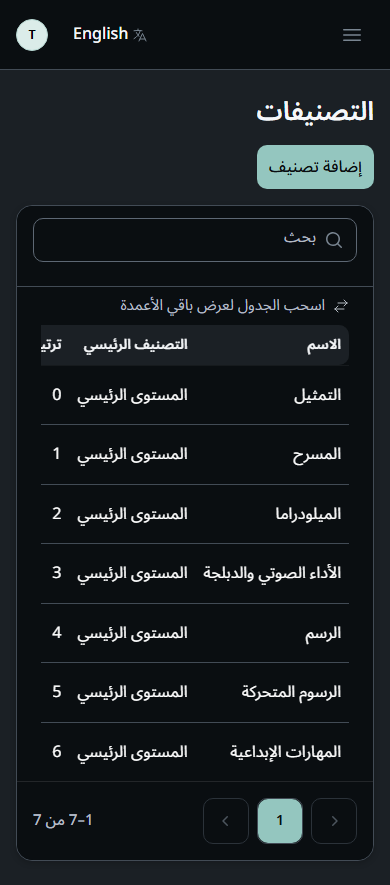 T English
التصنيفات
إضافة تصنيف
بحث
اسحب الجدول لعرض باقي الأعمدة
الاسم التصنيف الرئيسي
التمثيل المستوى الرئيسي 0
المسرح المستوى الرئيسي 1
الميلودراما المستوى الرئيسي 2
الأداء الصوتي والدبلجة المستوى الرئيسي 3
الرسم المستوى الرئيسي 4
الرسوم المتحركة المستوى الرئيسي 5
المهارات الإبداعية المستوى الرئيسي 6
1
1–7 من 7